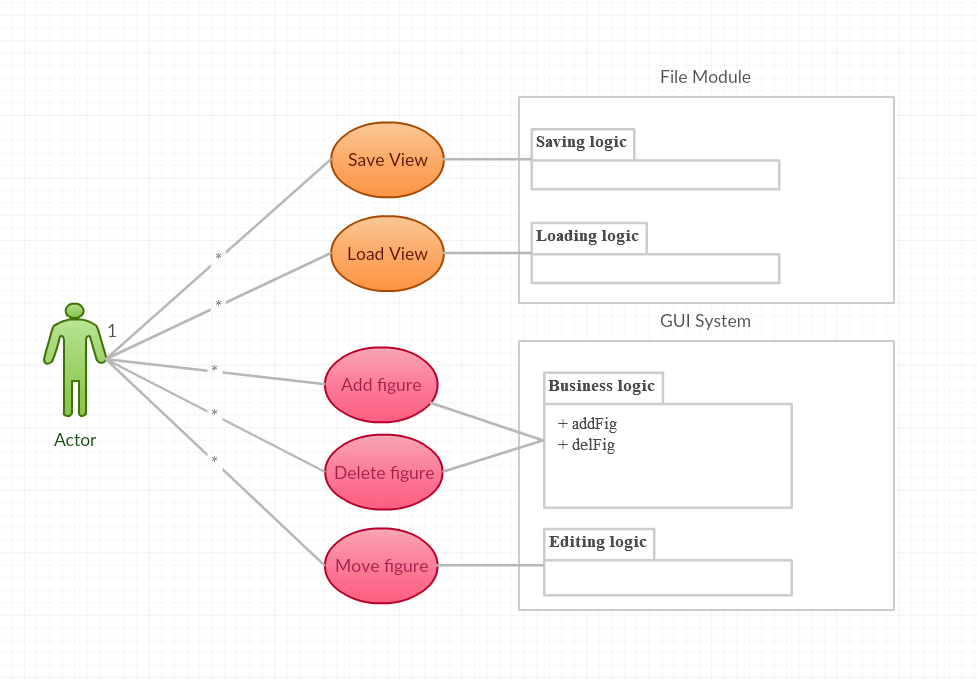 File Module
Saving logic
Save View
Loading logic
Load View
*
*
GUI System
1
*
Add figure
Business logic
+ addFig
+ delFig
*
Actor
Delete figure
*
Editing logic
Move figure